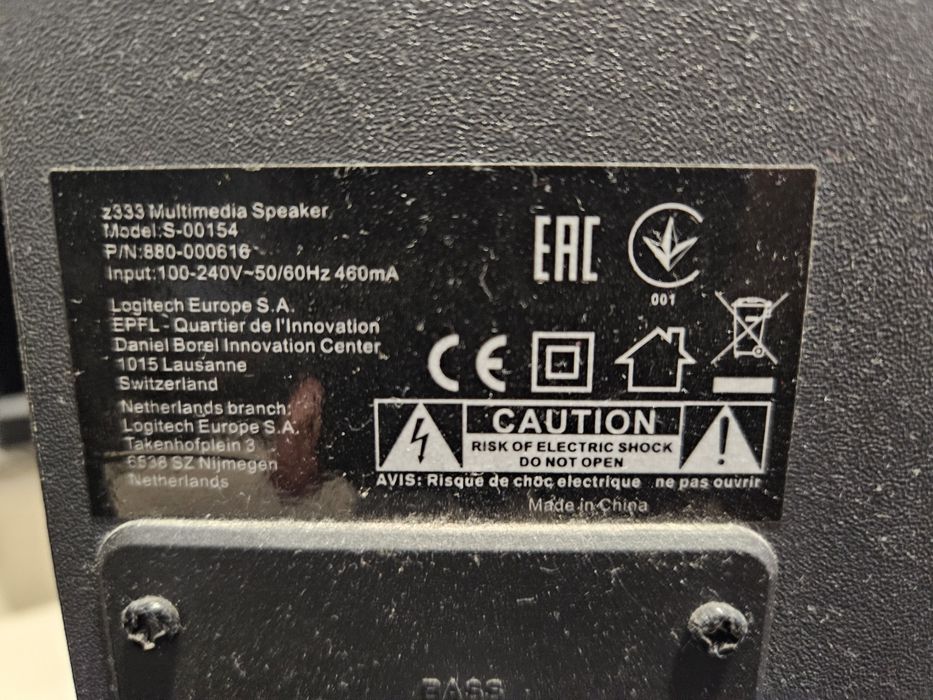 z333 Multimedia Speaker
Model:S-00154
P/N:880-000616
Input:100-240V~50/60Hz 460mA
Logitech Europe S.A.
EPFL - Quartier de l'Innovation
Daniel Borel Innovation Center
1015 Lausanne
Switzerland
Netherlands branch:
Logitech Europe S.A.
Takenhofplein 3
6538 SZ Nijmegen
Netherlands
EAC
001
CE
CAUTION
RISK OF ELECTRIC SHOCK
DO NOT OPEN
AVIS: Risque de choc electrique ne pas ouvrir
Made in China
BASS